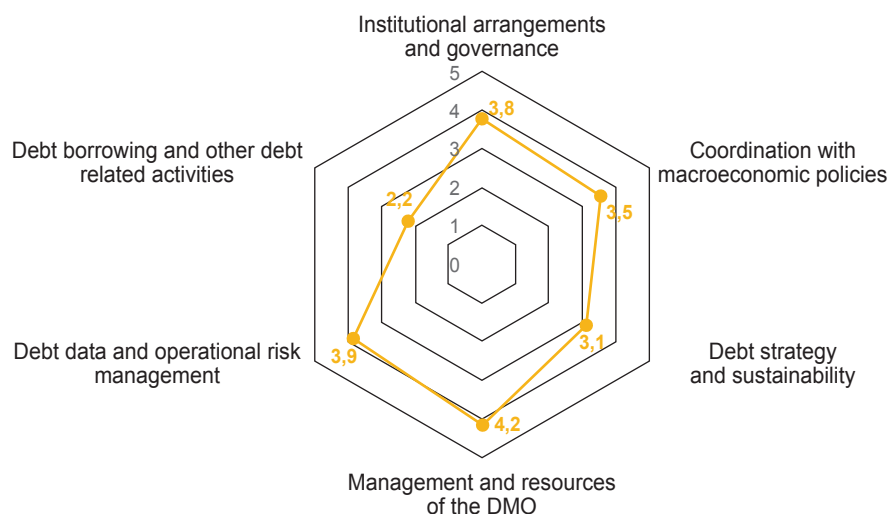 Institutional arrangements
and governance
5
4
3,8
3
2
1
0
Debt borrowing and other debt
related activities
2,2
Coordination with
macroeconomic policies
3,5
Debt data and operational risk
management
3,9
3,1
Debt strategy
and sustainability
4,2
Management and resources
of the DMO